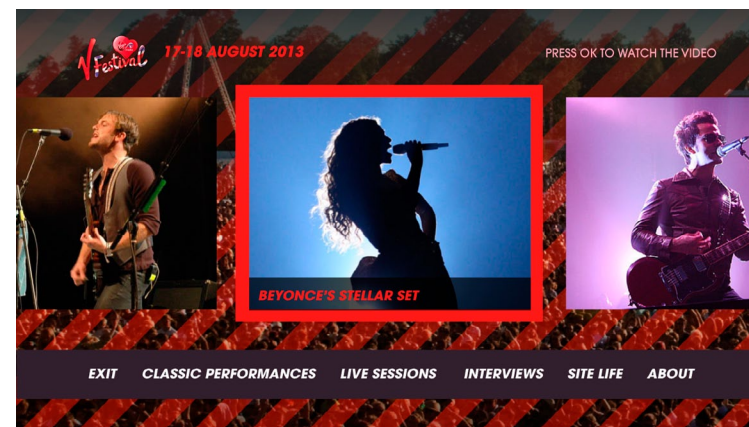 V Festival
17-18 AUGUST 2013
PRESS OK TO WATCH THE VIDEO
BEYONCE'S STELLAR SET
EXIT CLASSIC PERFORMANCES LIVE SESSIONS INTERVIEWS SITE LIFE ABOUT